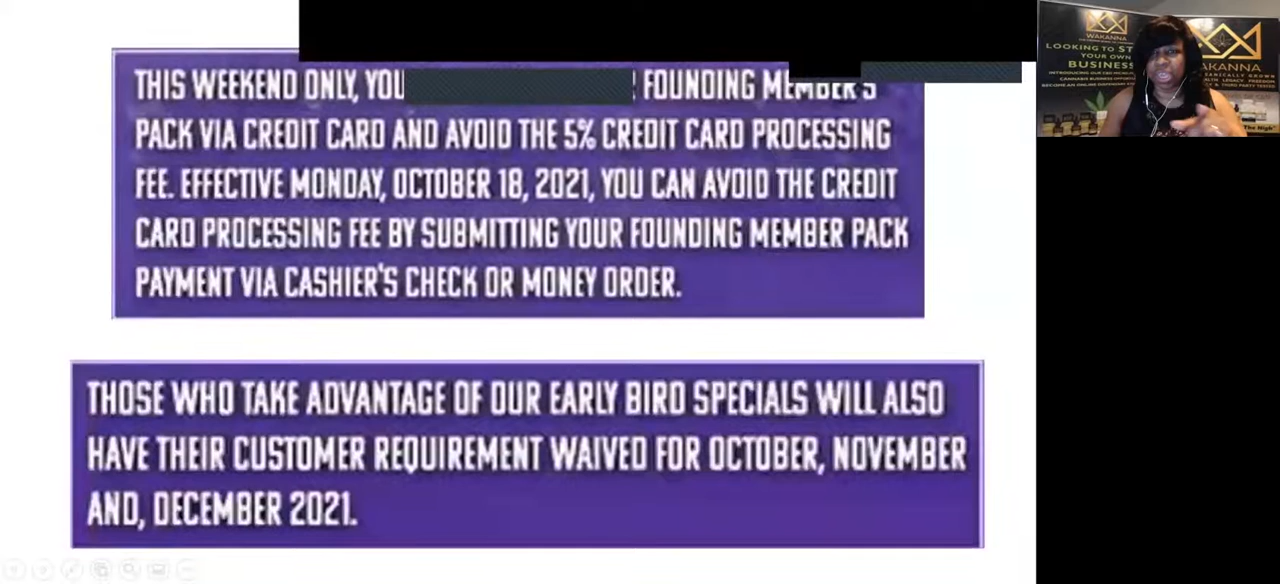 THIS WEEKEND ONLY, YOU FOUNDING MEMBER'S
PACK VIA CREDIT CARD AND AVOID THE 5% CREDIT CARD PROCESSING
FEE. EFFECTIVE MONDAY, OCTOBER 18, 2021, YOU CAN AVOID THE CREDIT
CARD PROCESSING FEE BY SUBMITTING YOUR FOUNDING MEMBER PACK
PAYMENT VIA CASHIER'S CHECK OR MONEY ORDER.
THOSE WHO TAKE ADVANTAGE OF OUR EARLY BIRD SPECIALS WILL ALSO
HAVE THEIR CUSTOMER REQUIREMENT WAIVED FOR OCTOBER, NOVEMBER
AND, DECEMBER 2021.
WAKANNA
LOOKING TO
YOUR OWN
BUSINESS